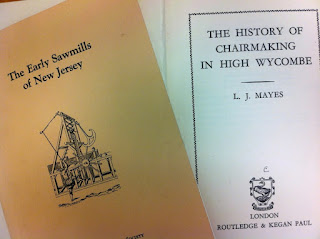 The Early Sawmills
of New Jersey
THE HISTORY OF
CHAIRMAKING
IN HIGH WYCOMBE
L. J. MAYES
LONDON
ROUTLEDGE & KEGAN PAUL